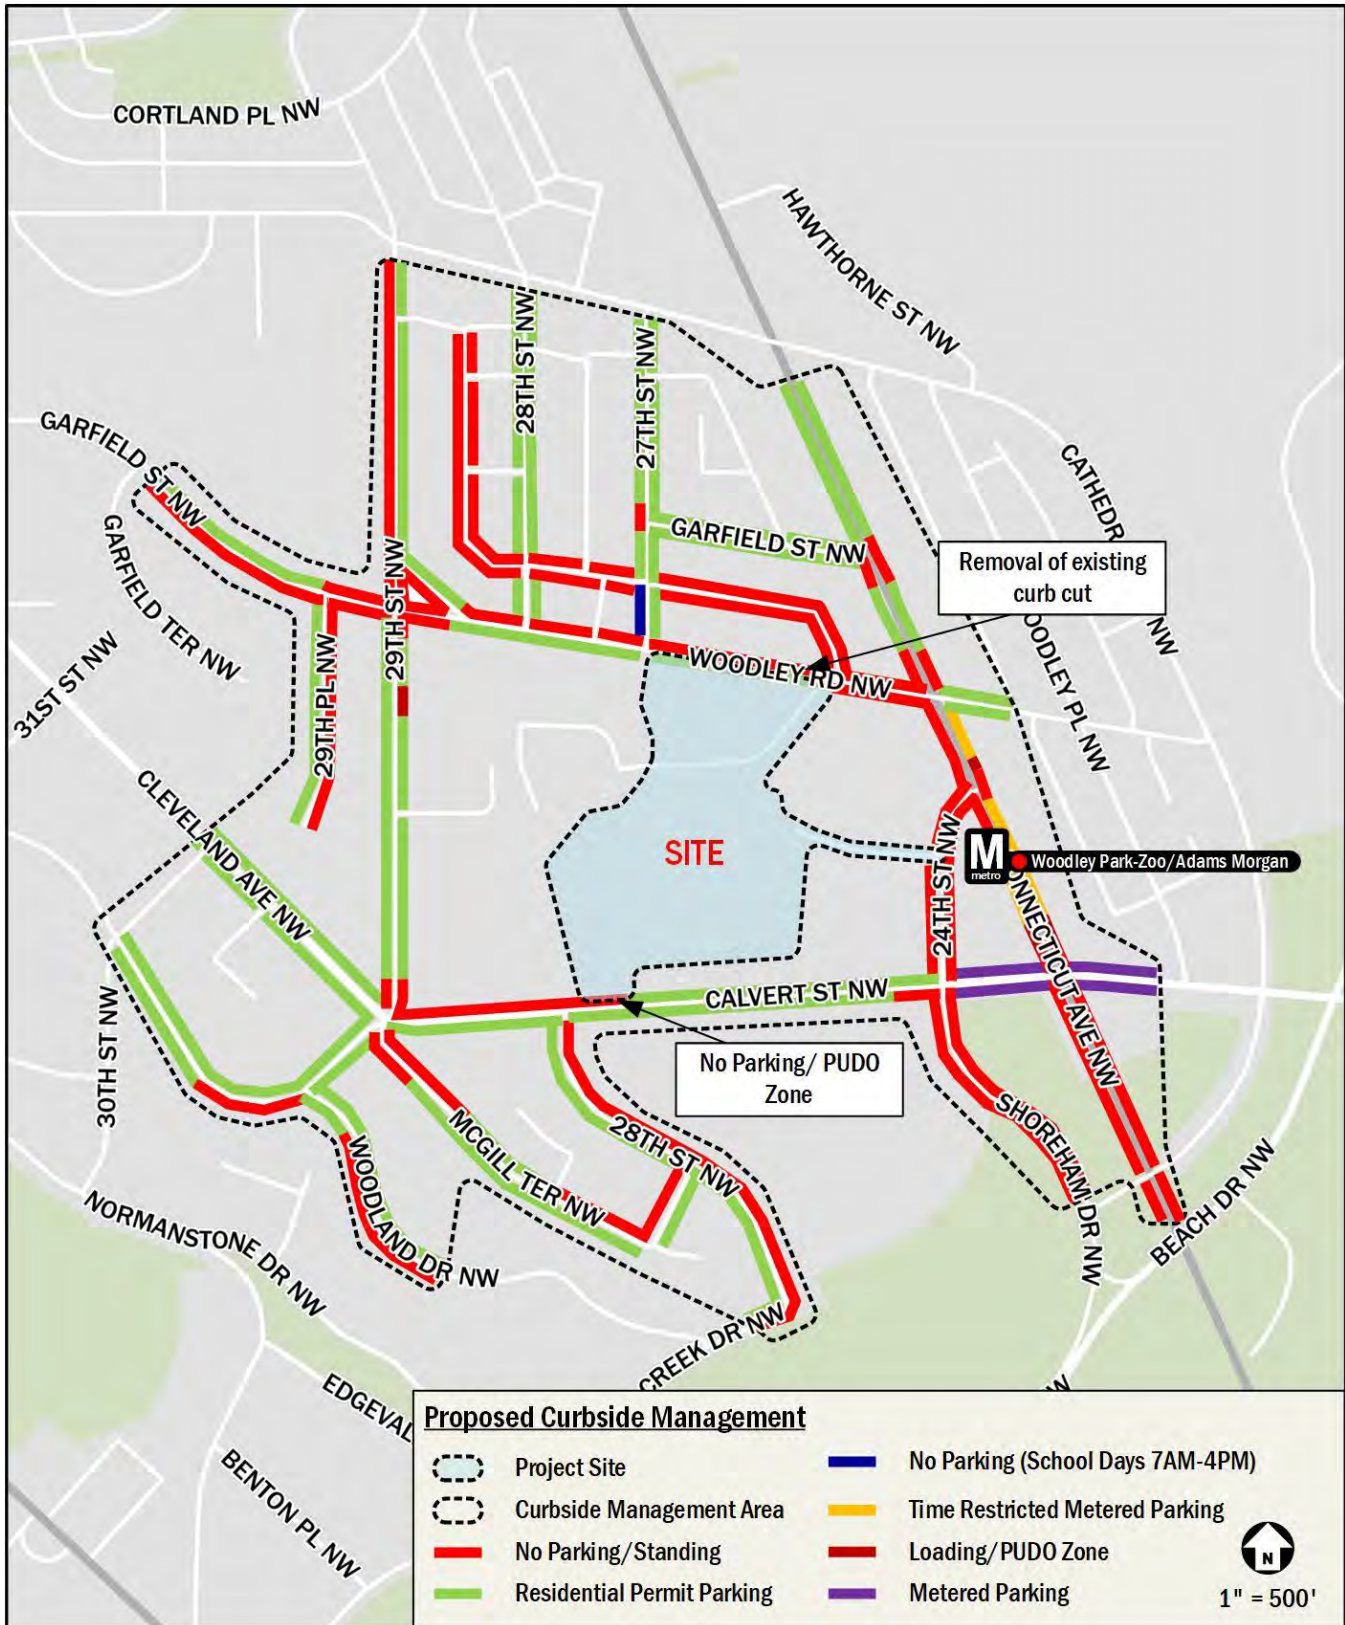 CORTLAND PL NW
HAWTHORNE ST NW
28TH ST NW
27TH ST NW
GARFIELD ST NW
CATHEDR
NW
GARFIELD ST NW
Removal of existing
curb cut
GARFIELD TER NW
29TH ST NW
31ST ST NW
29TH PL NW
WOODLEY RD NW
OODLEY PL NW
CLEVELAND AVE NW
SITE
24TH ST NW
M
metro
Woodley Park-Zoo/Adams Morgan
ONNECTICUT AVE NW
CALVERT ST NW
30TH ST NW
No Parking/ PUDO
Zone
MCGILL TER NW
28TH ST NW
SHOREHAM DR NW
WOODLAND DR NW
BEACH DR NW
NORMANSTONE DR NW
CREEK DR NW
EDGEVAL
W
BENTON PL NW
Proposed Curbside Management
Project Site
Curbside Management Area
No Parking/Standing
Residential Permit Parking
No Parking (School Days 7AM-4PM)
Time Restricted Metered Parking
Loading/PUDO Zone
Metered Parking
N
1" = 500'